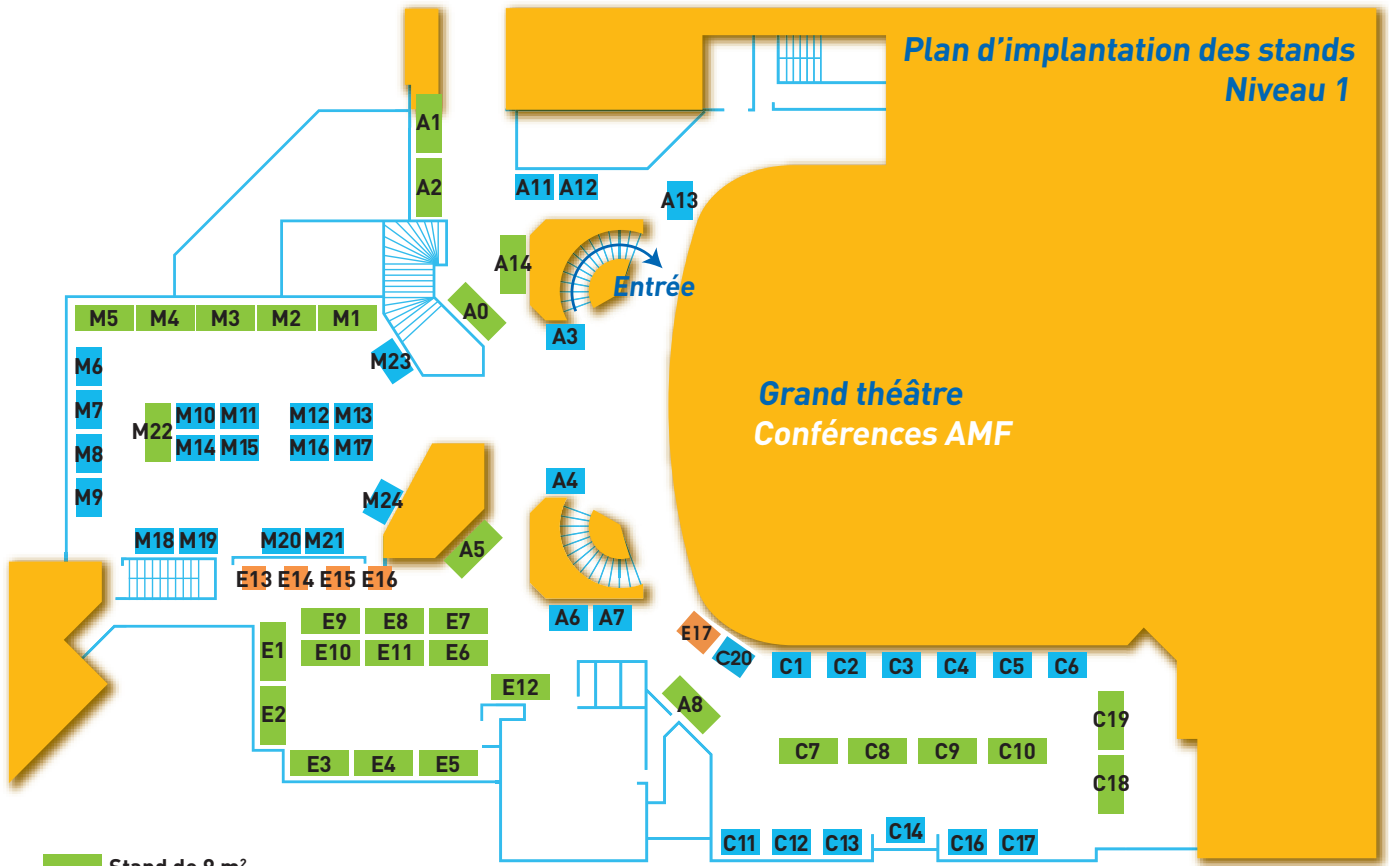 Plan d'implantation des stands
Niveau 1
A1
A2
A11 A12
A13
A14
Entrée
A0
A3
M5 M4 M3 M2 M1
M23
M6
M7
M8
M9
M22
M10 M11 M12 M13
M14 M15 M16 M17
Grand théâtre
Conférences AMF
A4
M24
A5
M18 M19 M20 M21
E13 E14 E15 E16
E9 E8 E7
E10 E11 E6
E1
E2
E12
E3 E4 E5
A6 A7
E17
C20
A8
C1 C2 C3 C4 C5 C6
C19
C18
C7 C8 C9 C10
C11 C12 C13 C14 C16 C17
Stand de 9 m²